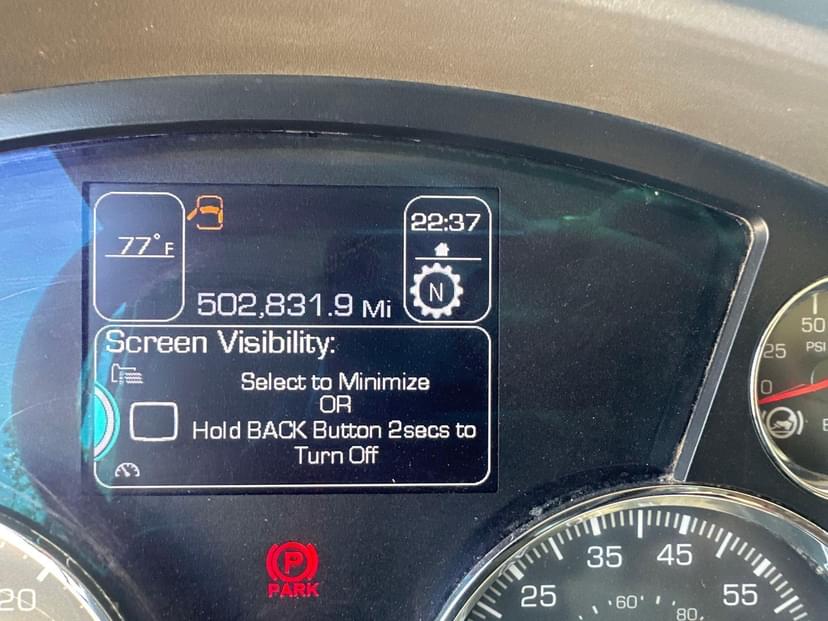 77° F
22:37
N
502,831.9 Mi
Screen Visibility:
Select to Minimize
OR
Hold BACK Button 2secs to
Turn Off
P
PARK
50
25
PSI
0
20
35 45
25 55
60
80